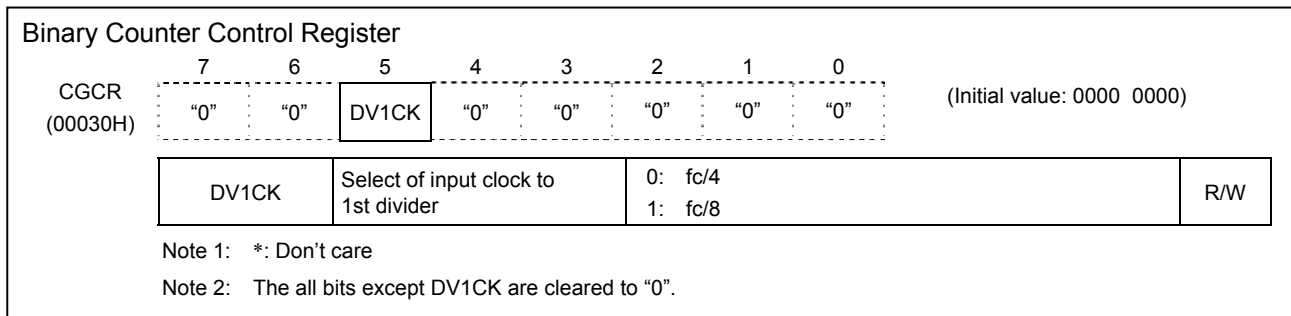 Binary Counter Control Register
7 6 5 4 3 2 1 0
CGCR
(00030H)
“0” “0” DV1CK “0” “0” “0” “0” “0”
(Initial value: 0000 0000)
DV1CK
Select of input clock to
1st divider
0: fc/4
1: fc/8
R/W
Note 1: *: Don’t care
Note 2: The all bits except DV1CK are cleared to “0”.